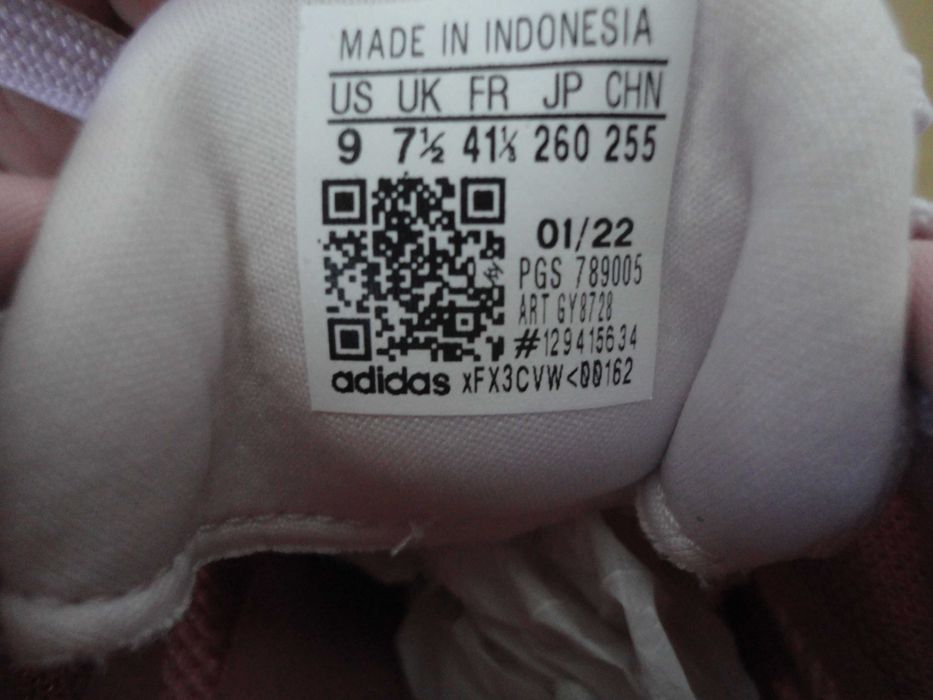 MADE IN INDONESIA
US UK FR JP CHN
9 7½ 41⅓ 260 255
01/22
PGS 789005
ART GY8728
#129415634
adidas xFX3CVW<00162